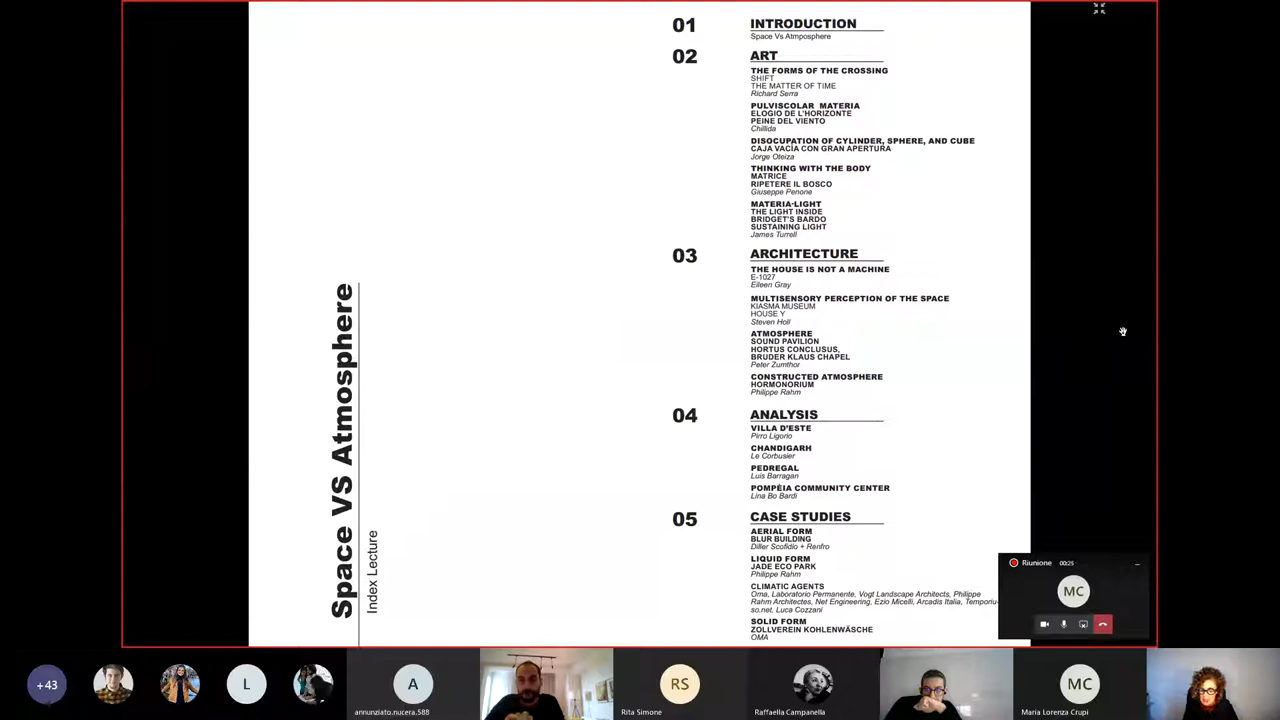 01
INTRODUCTION
Space Vs Atmposphere
02
ART
THE FORMS OF THE CROSSING
SHIFT
THE MATTER OF TIME
Richard Serra
PULVISCOLAR MATERIA
ELOGIO DE L'HORIZONTE
PEINE DEL VIENTO
Chillida
DISOCUPATION OF CYLINDER, SPHERE, AND CUBE
CAJA VACÍA CON GRAN APERTURA
Jorge Oteiza
THINKING WITH THE BODY
MATRICE
RIPETERE IL BOSCO
Giuseppe Penone
MATERIA-LIGHT
THE LIGHT INSIDE
BRIDGET'S BARDO
SUSTAINING LIGHT
James Turrell
03
ARCHITECTURE
THE HOUSE IS NOT A MACHINE
E-1027
Eileen Gray
MULTISENSORY PERCEPTION OF THE SPACE
KIASMA MUSEUM
HOUSE Y
Steven Holl
ATMOSPHERE
SOUND PAVILION
HORTUS CONCLUSUS,
BRUDER KLAUS CHAPEL
Peter Zumthor
CONSTRUCTED ATMOSPHERE
HORMONORIUM
Philippe Rahm
04
ANALYSIS
VILLA D'ESTE
Pirro Ligorio
CHANDIGARH
Le Corbusier
PEDREGAL
Luis Barragan
POMPÉIA COMMUNITY CENTER
Lina Bo Bardi
05
CASE STUDIES
AERIAL FORM
BLUR BUILDING
Diller Scofidio + Renfro
LIQUID FORM
JADE ECO PARK
Philippe Rahm
CLIMATIC AGENTS
Oma, Laboratorio Permanente, Vogt Landscape Architects, Philippe
Rahm Architectes, Net Engineering, Ezio Micelli, Arcadis Italia, Temporiu-
so.net, Luca Cozzani
SOLID FORM
ZOLLVEREIN KOHLENWÄSCHE
OMA
Space VS Atmosphere
Index Lecture
Riunione 00:25
MC
+43
L
A
annunziato.nucera.588
RS
Rita Simone
Raffaella Campanella
MC
Maria Lorenza Crupi